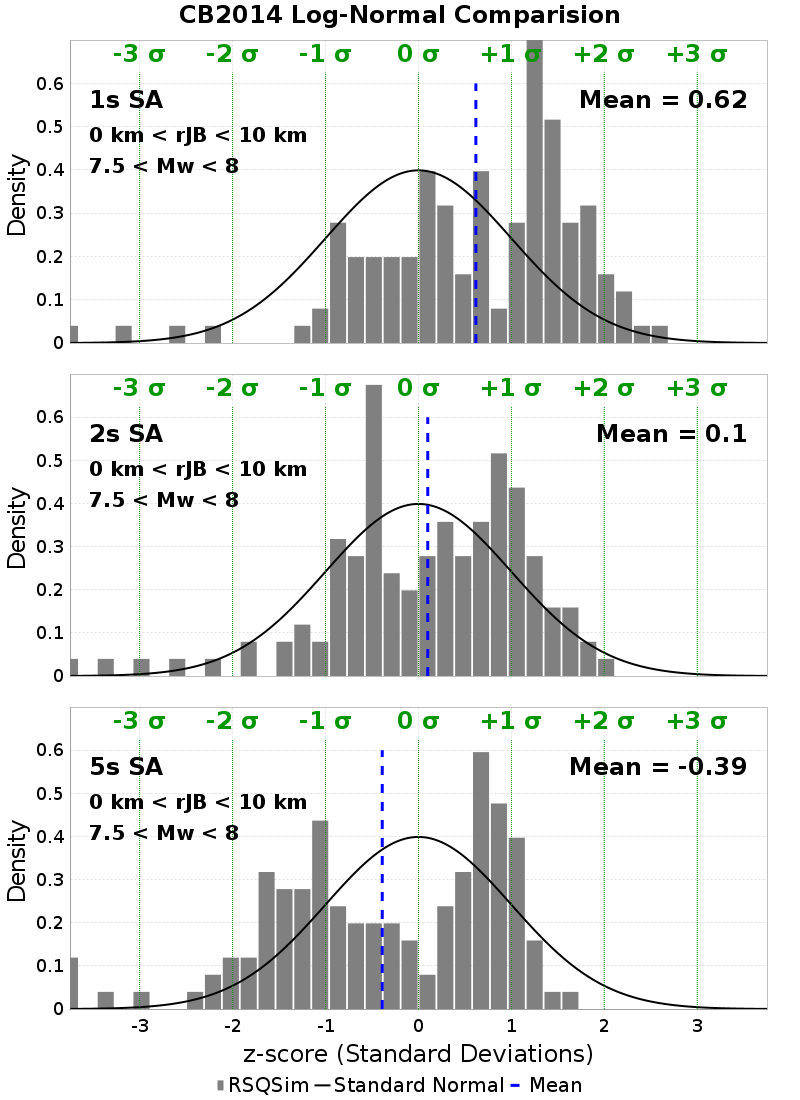 CB2014 Log-Normal Comparision
-3 σ -2 σ -1 σ 0 σ +1 σ +2 σ +3 σ
1s SA
Mean = 0.62
0 km < rJB < 10 km
7.5 < Mw < 8
Density
0.6
0.5
0.4
0.3
0.2
0.1
0
-3 σ -2 σ -1 σ 0 σ +1 σ +2 σ +3 σ
2s SA
Mean = 0.1
0 km < rJB < 10 km
7.5 < Mw < 8
Density
0.6
0.5
0.4
0.3
0.2
0.1
0
-3 σ -2 σ -1 σ 0 σ +1 σ +2 σ +3 σ
5s SA
Mean = -0.39
0 km < rJB < 10 km
7.5 < Mw < 8
Density
0.6
0.5
0.4
0.3
0.2
0.1
0
-3 -2 -1 0 1 2 3
z-score (Standard Deviations)
RSQSim Standard Normal Mean